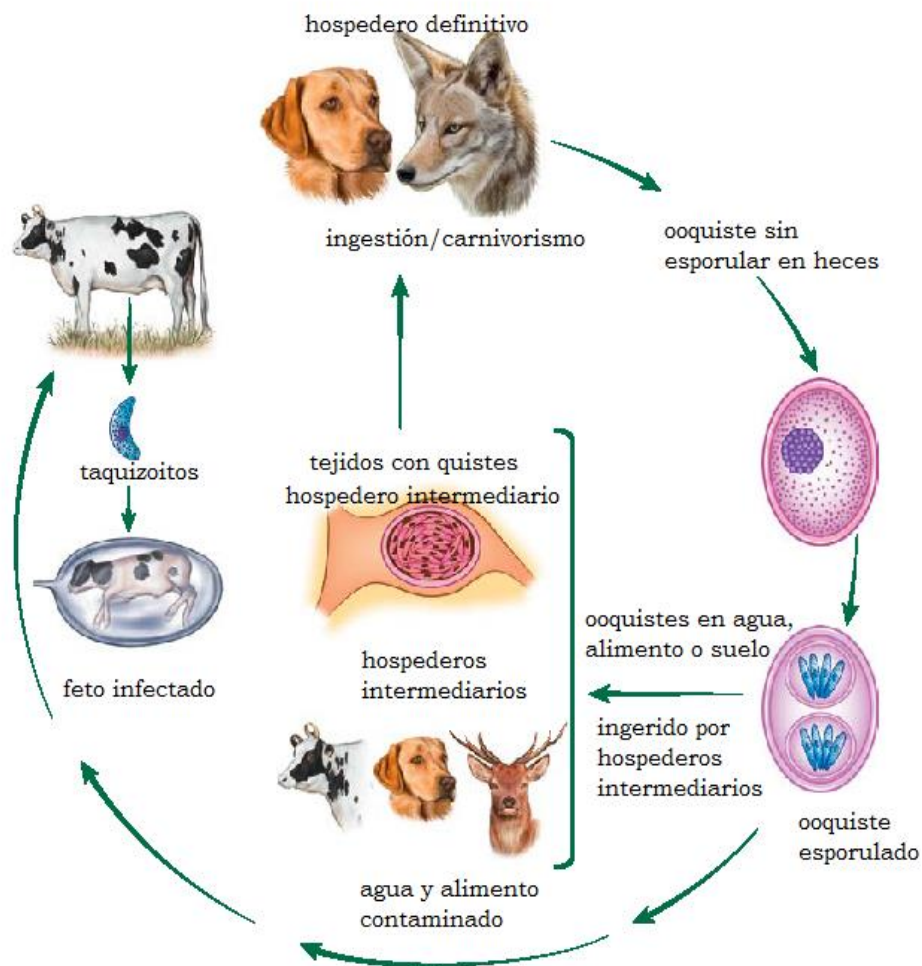 hospedero definitivo
ingestión/carnivorismo
ooquiste sin
esporular en heces
taquizoitos
feto infectado
tejidos con quistes
hospedero intermediario
hospederos
intermediarios
ooquistes en agua,
alimento o suelo
ingerido por
hospederos
intermediarios
ooquiste
esporulado
agua y alimento
contaminado